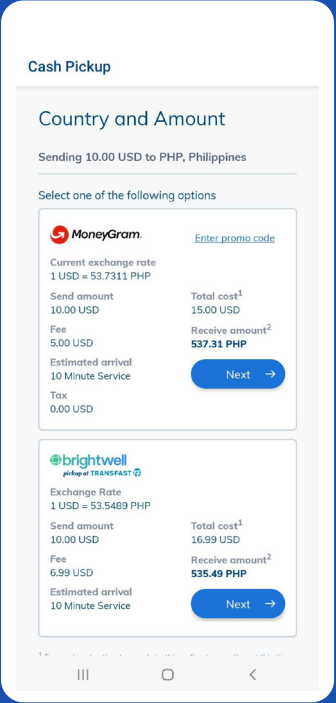 Cash Pickup
Country and Amount
Sending 10.00 USD to PHP, Philippines
Select one of the following options
MoneyGram.
Enter promo code
Current exchange rate
1 USD = 53.7311 PHP
Send amount
10.00 USD
Total cost1
15.00 USD
Fee
5.00 USD
Receive amount2
537.31 PHP
Estimated arrival
10 Minute Service
Next →
Tax
0.00 USD
brightwell
pickup at TRANSFAST
Exchange Rate
1 USD = 53.5489 PHP
Send amount
10.00 USD
Total cost1
16.99 USD
Fee
6.99 USD
Receive amount2
535.49 PHP
Estimated arrival
10 Minute Service
Next →